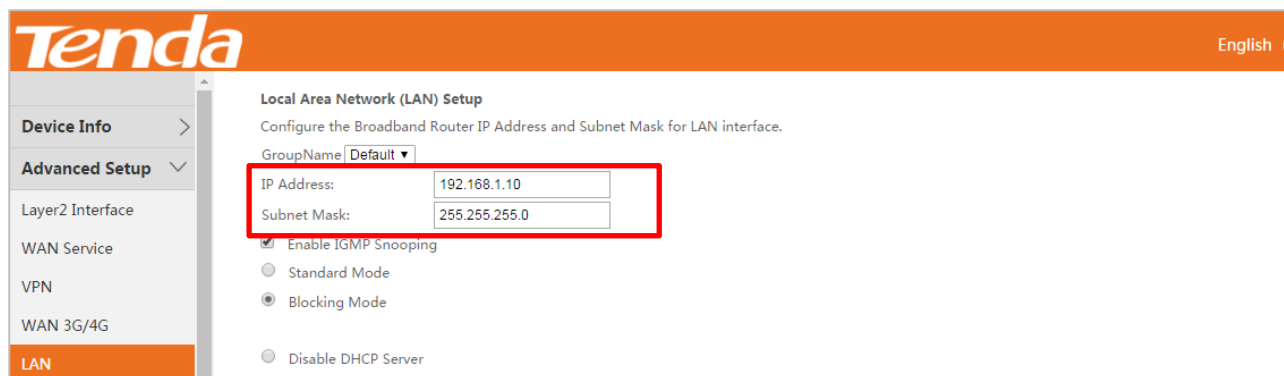 Tenda
English
Local Area Network (LAN) Setup
Device Info
Configure the Broadband Router IP Address and Subnet Mask for LAN interface.
GroupName Default
Advanced Setup
IP Address: 192.168.1.10
Layer2 Interface
Subnet Mask: 255.255.255.0
WAN Service
Enable IGMP Snooping
Standard Mode
VPN
Blocking Mode
WAN 3G/4G
LAN
Disable DHCP Server